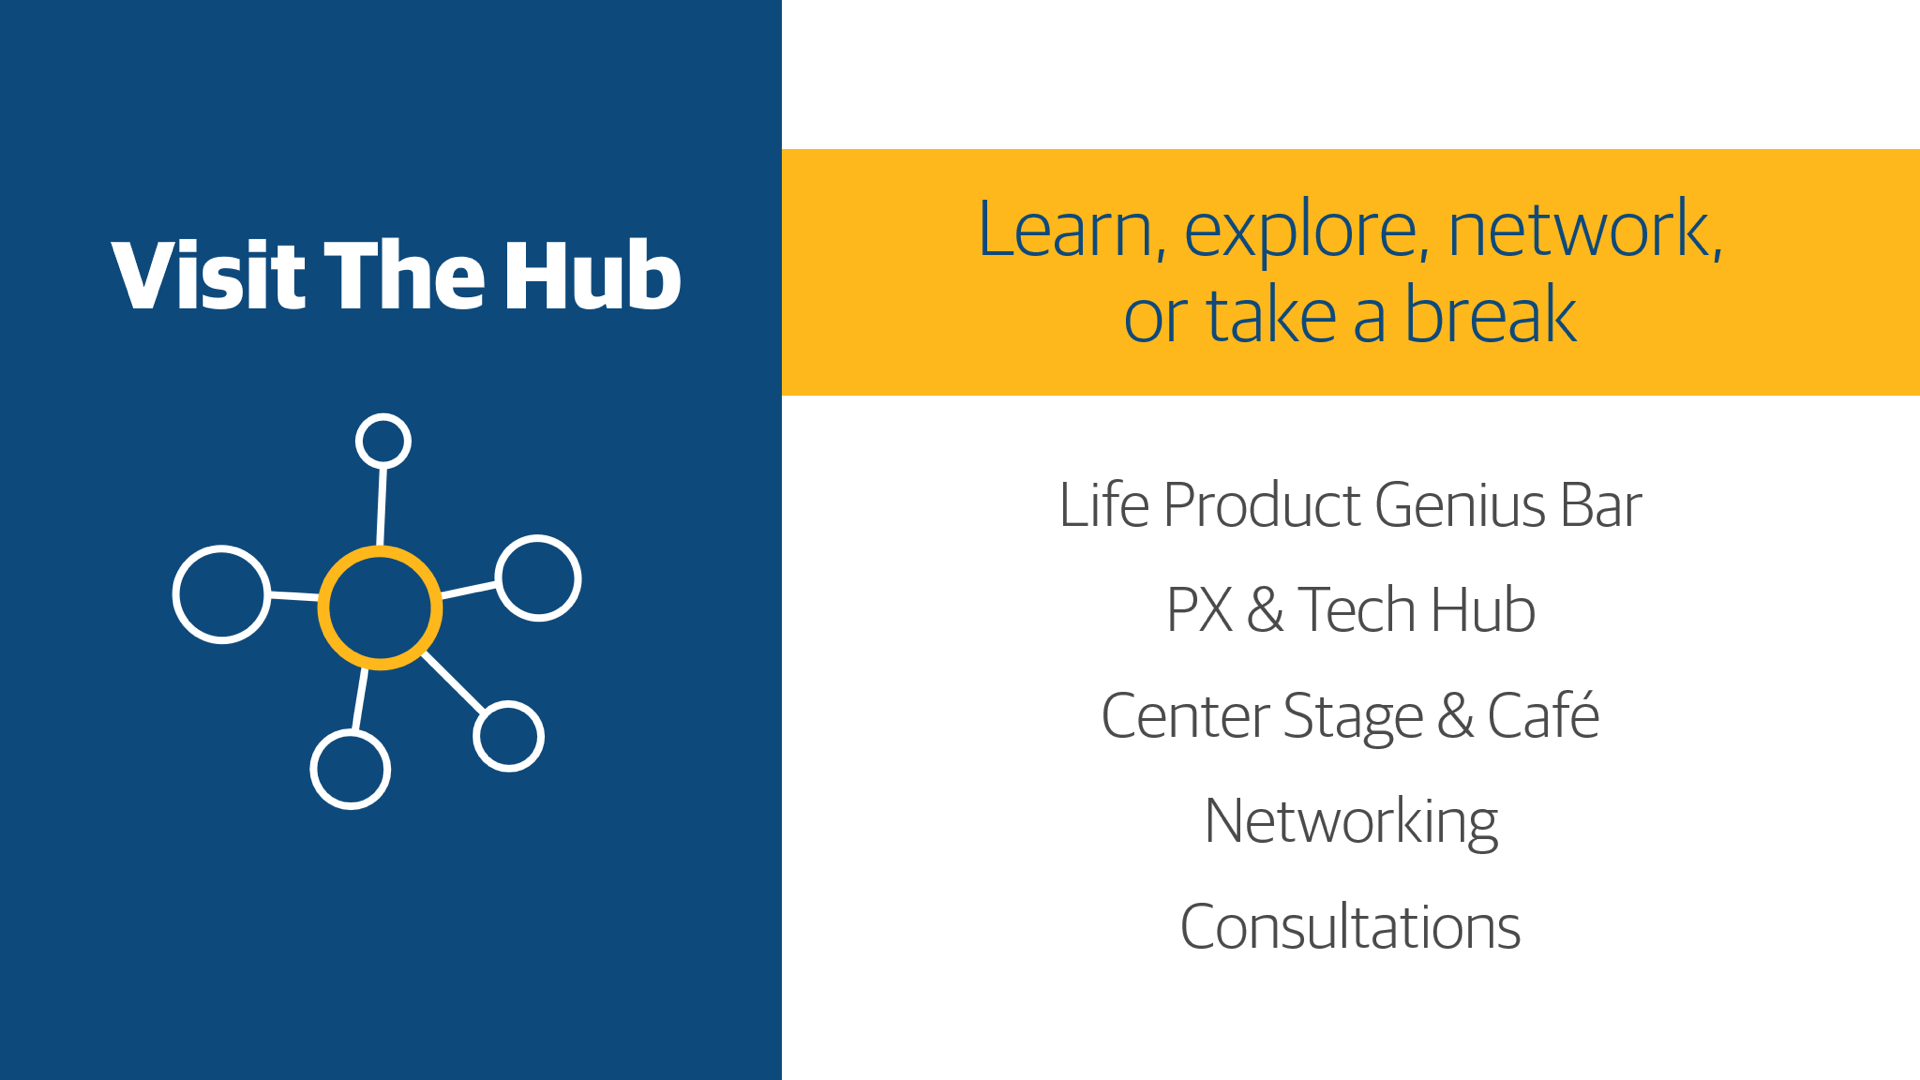 Visit The Hub
Learn, explore, network,
or take a break
Life Product Genius Bar
PX & Tech Hub
Center Stage & Café
Networking
Consultations